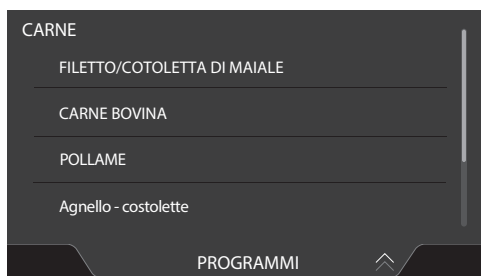 CARNE
FILETTO/COTOLETTA DI MAIALE
CARNE BOVINA
POLLAME
Agnello - costolette
PROGRAMMI